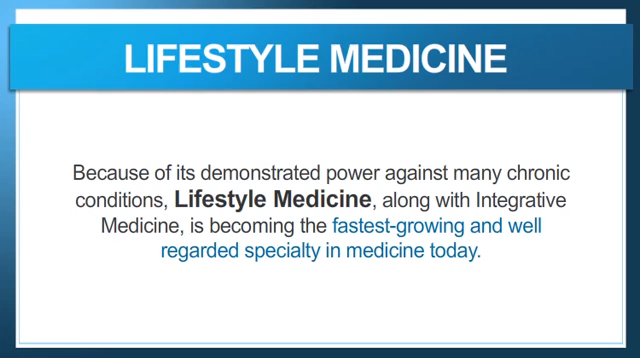 LIFESTYLE MEDICINE
Because of its demonstrated power against many chronic
conditions, Lifestyle Medicine, along with Integrative
Medicine, is becoming the fastest-growing and well
regarded specialty in medicine today.